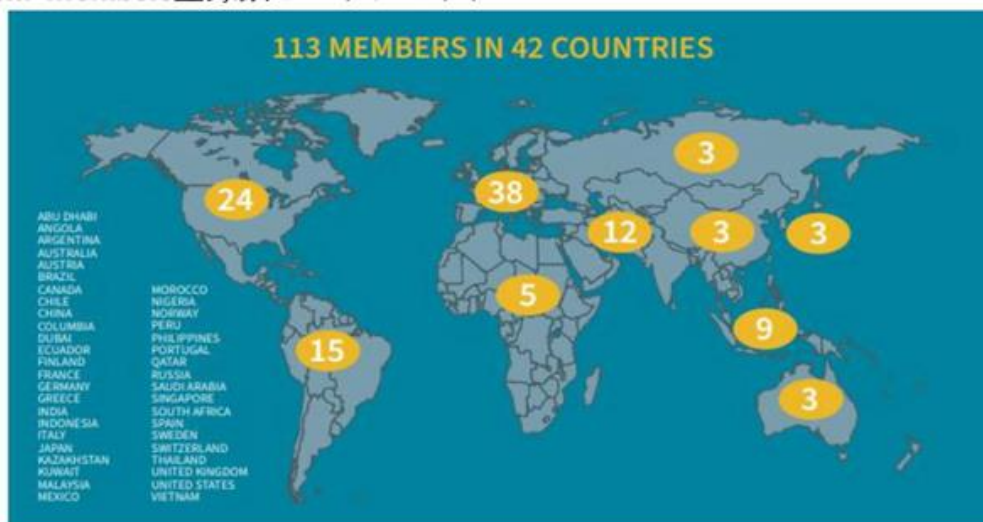 113 MEMBERS IN 42 COUNTRIES
24
38
3
12
3
3
5
9
15
3
ABU DHABI
ANGOLA
ARGENTINA
AUSTRALIA
AUSTRIA
BRAZIL
CANADA
CHILE
CHINA
COLUMBIA
DUBAI
ECUADOR
FINLAND
FRANCE
GERMANY
GREECE
INDIA
INDONESIA
ITALY
JAPAN
KAZAKHSTAN
KUWAIT
MALAYSIA
MEXICO
MOROCCO
NIGERIA
NORWAY
PERU
PHILIPPINES
PORTUGAL
QATAR
RUSSIA
SAUDI ARABIA
SINGAPORE
SOUTH AFRICA
SPAIN
SWEDEN
SWITZERLAND
THAILAND
UNITED KINGDOM
UNITED STATES
VIETNAM